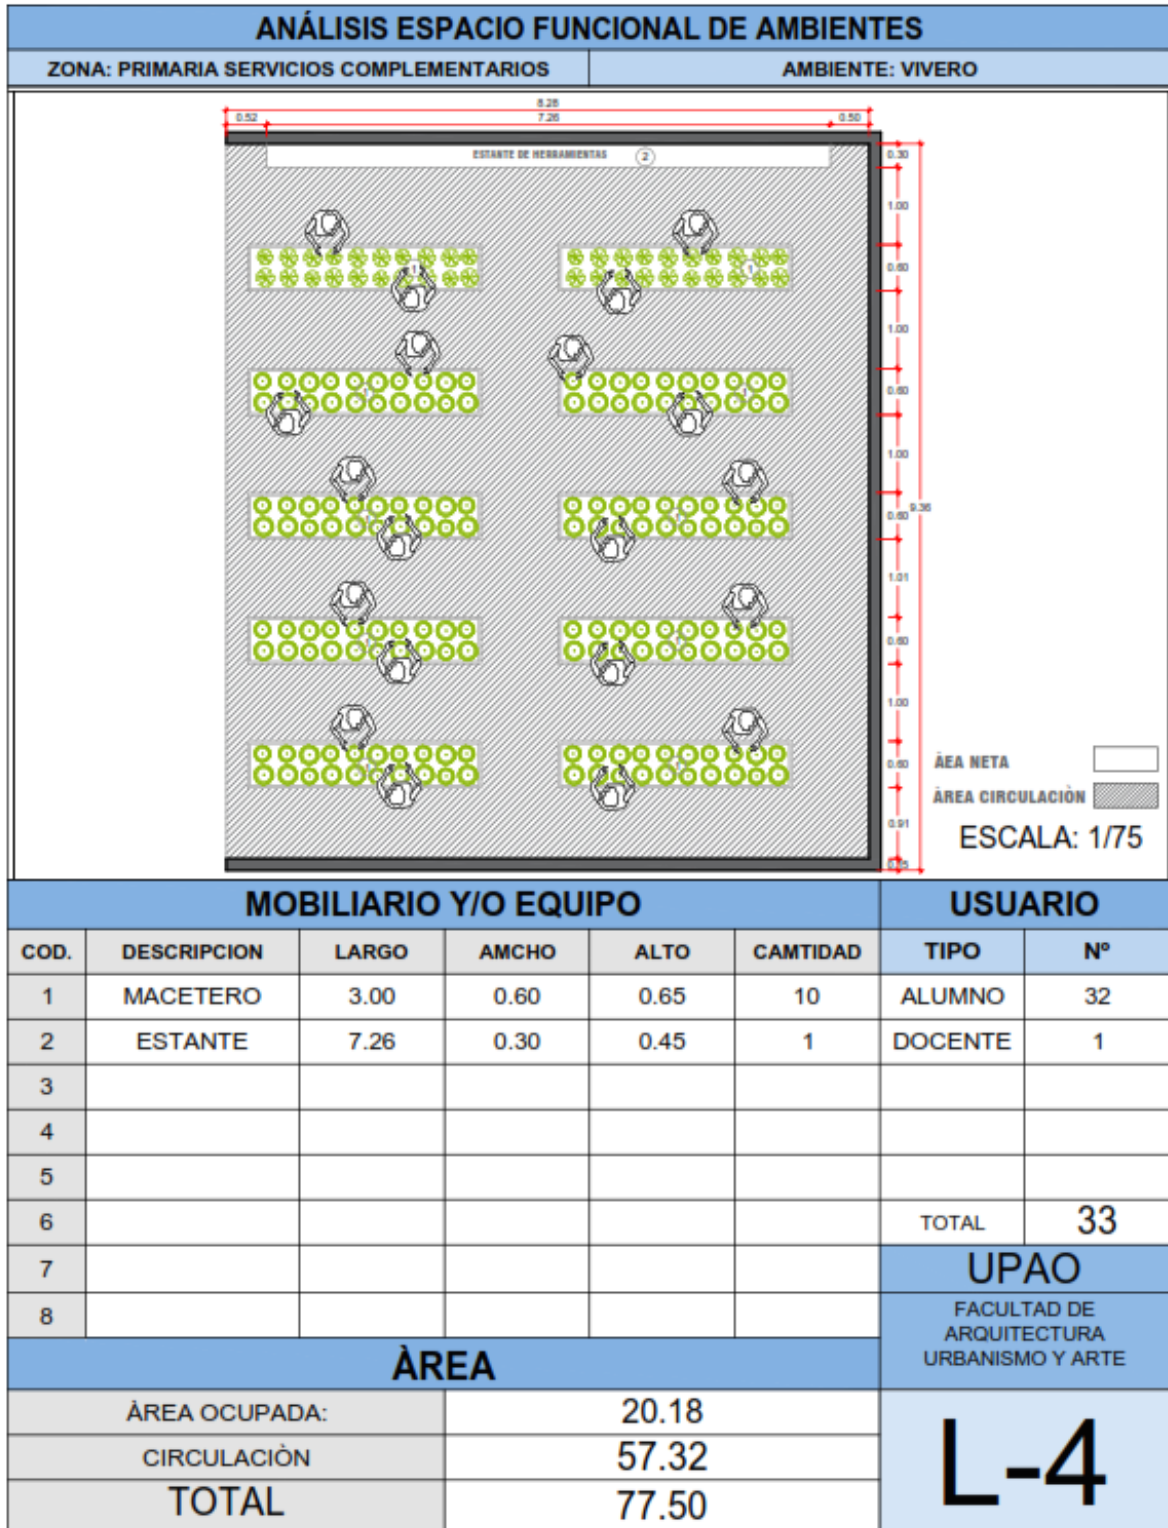 ANÁLISIS ESPACIO FUNCIONAL DE AMBIENTES
ZONA: PRIMARIA SERVICIOS COMPLEMENTARIOS AMBIENTE: VIVERO
8.28
0.52 7.26 0.50
ESTANTE DE HERRAMIENTAS 2
0.30
1.00
1 1
0.60
1.00
0.60
1.00
0.60
9.36
1.01
0.60
1.00
0.60
0.91
ÀEA NETA
ÀREA CIRCULACIÒN
ESCALA: 1/75
MOBILIARIO Y/O EQUIPO USUARIO
COD. DESCRIPCION LARGO AMCHO ALTO CAMTIDAD TIPO Nº
1 MACETERO 3.00 0.60 0.65 10 ALUMNO 32
2 ESTANTE 7.26 0.30 0.45 1 DOCENTE 1
3
4
5
6 TOTAL 33
7
8
UPAO
FACULTAD DE
ARQUITECTURA
URBANISMO Y ARTE
ÀREA
ÀREA OCUPADA: 20.18
CIRCULACIÒN 57.32
TOTAL 77.50
L-4